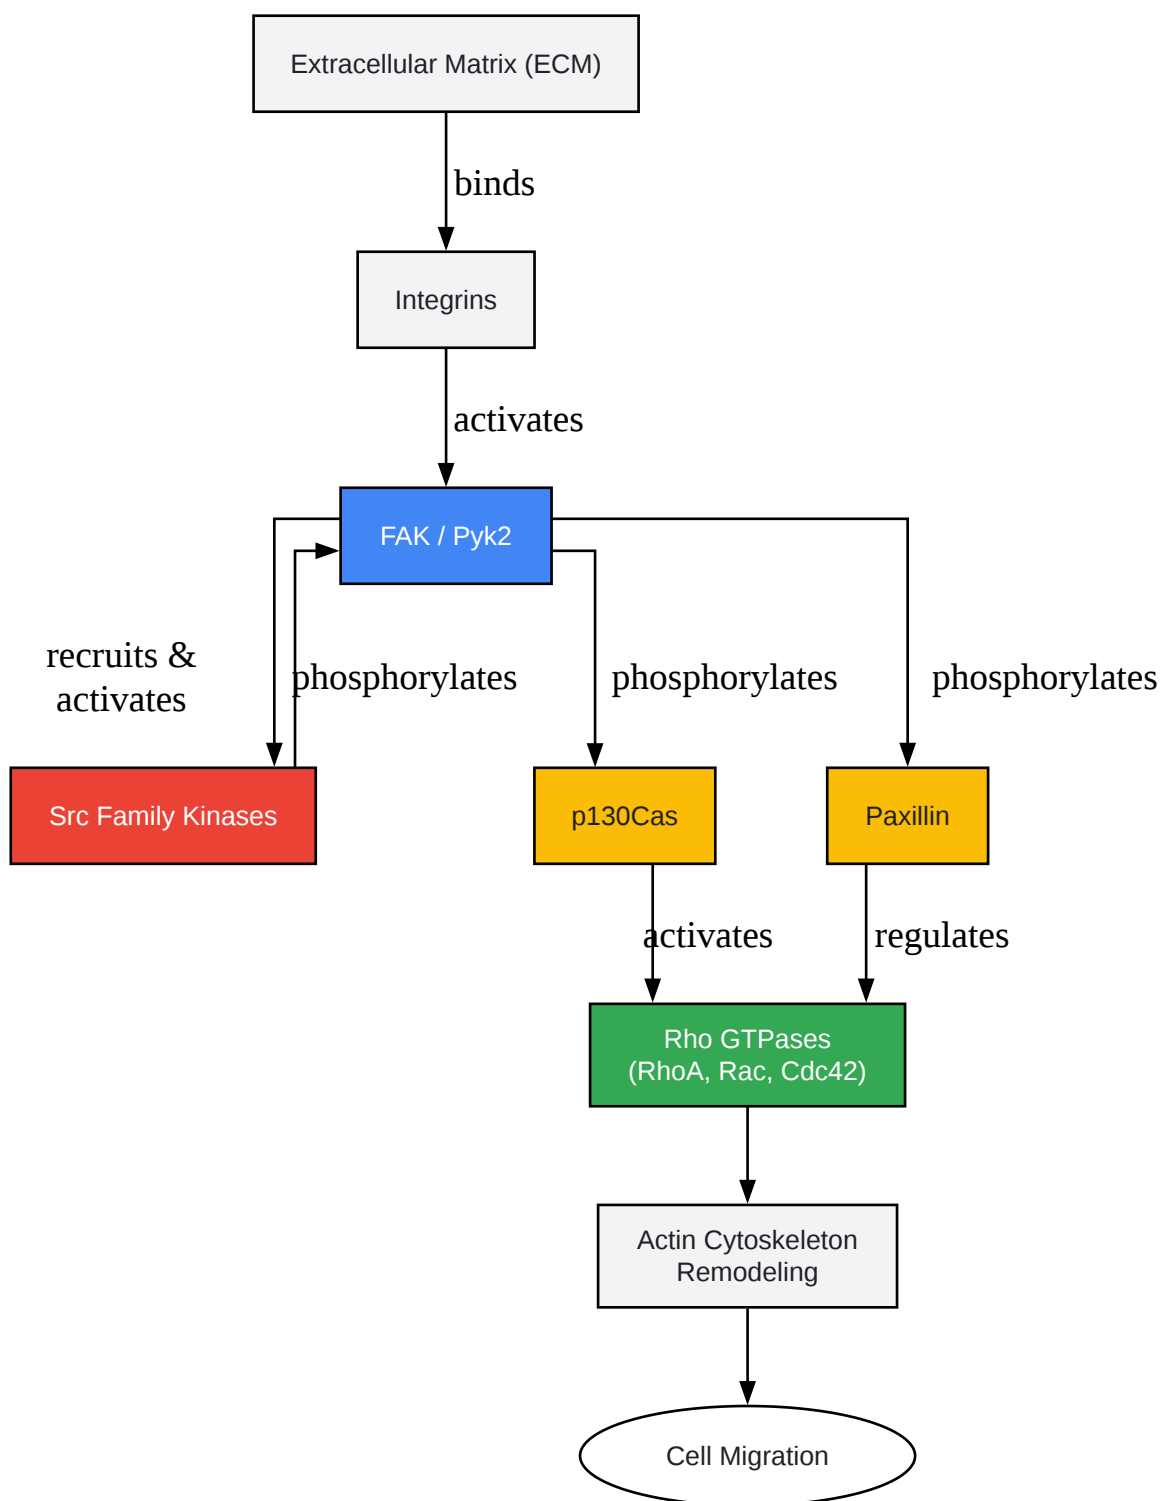 Extracellular Matrix (ECM)
binds
Integrins
activates
FAK / Pyk2
recruits &
activates
phosphorylates
phosphorylates
phosphorylates
Src Family Kinases
p130Cas
Paxillin
activates
regulates
Rho GTPases
(RhoA, Rac, Cdc42)
Actin Cytoskeleton
Remodeling
Cell Migration